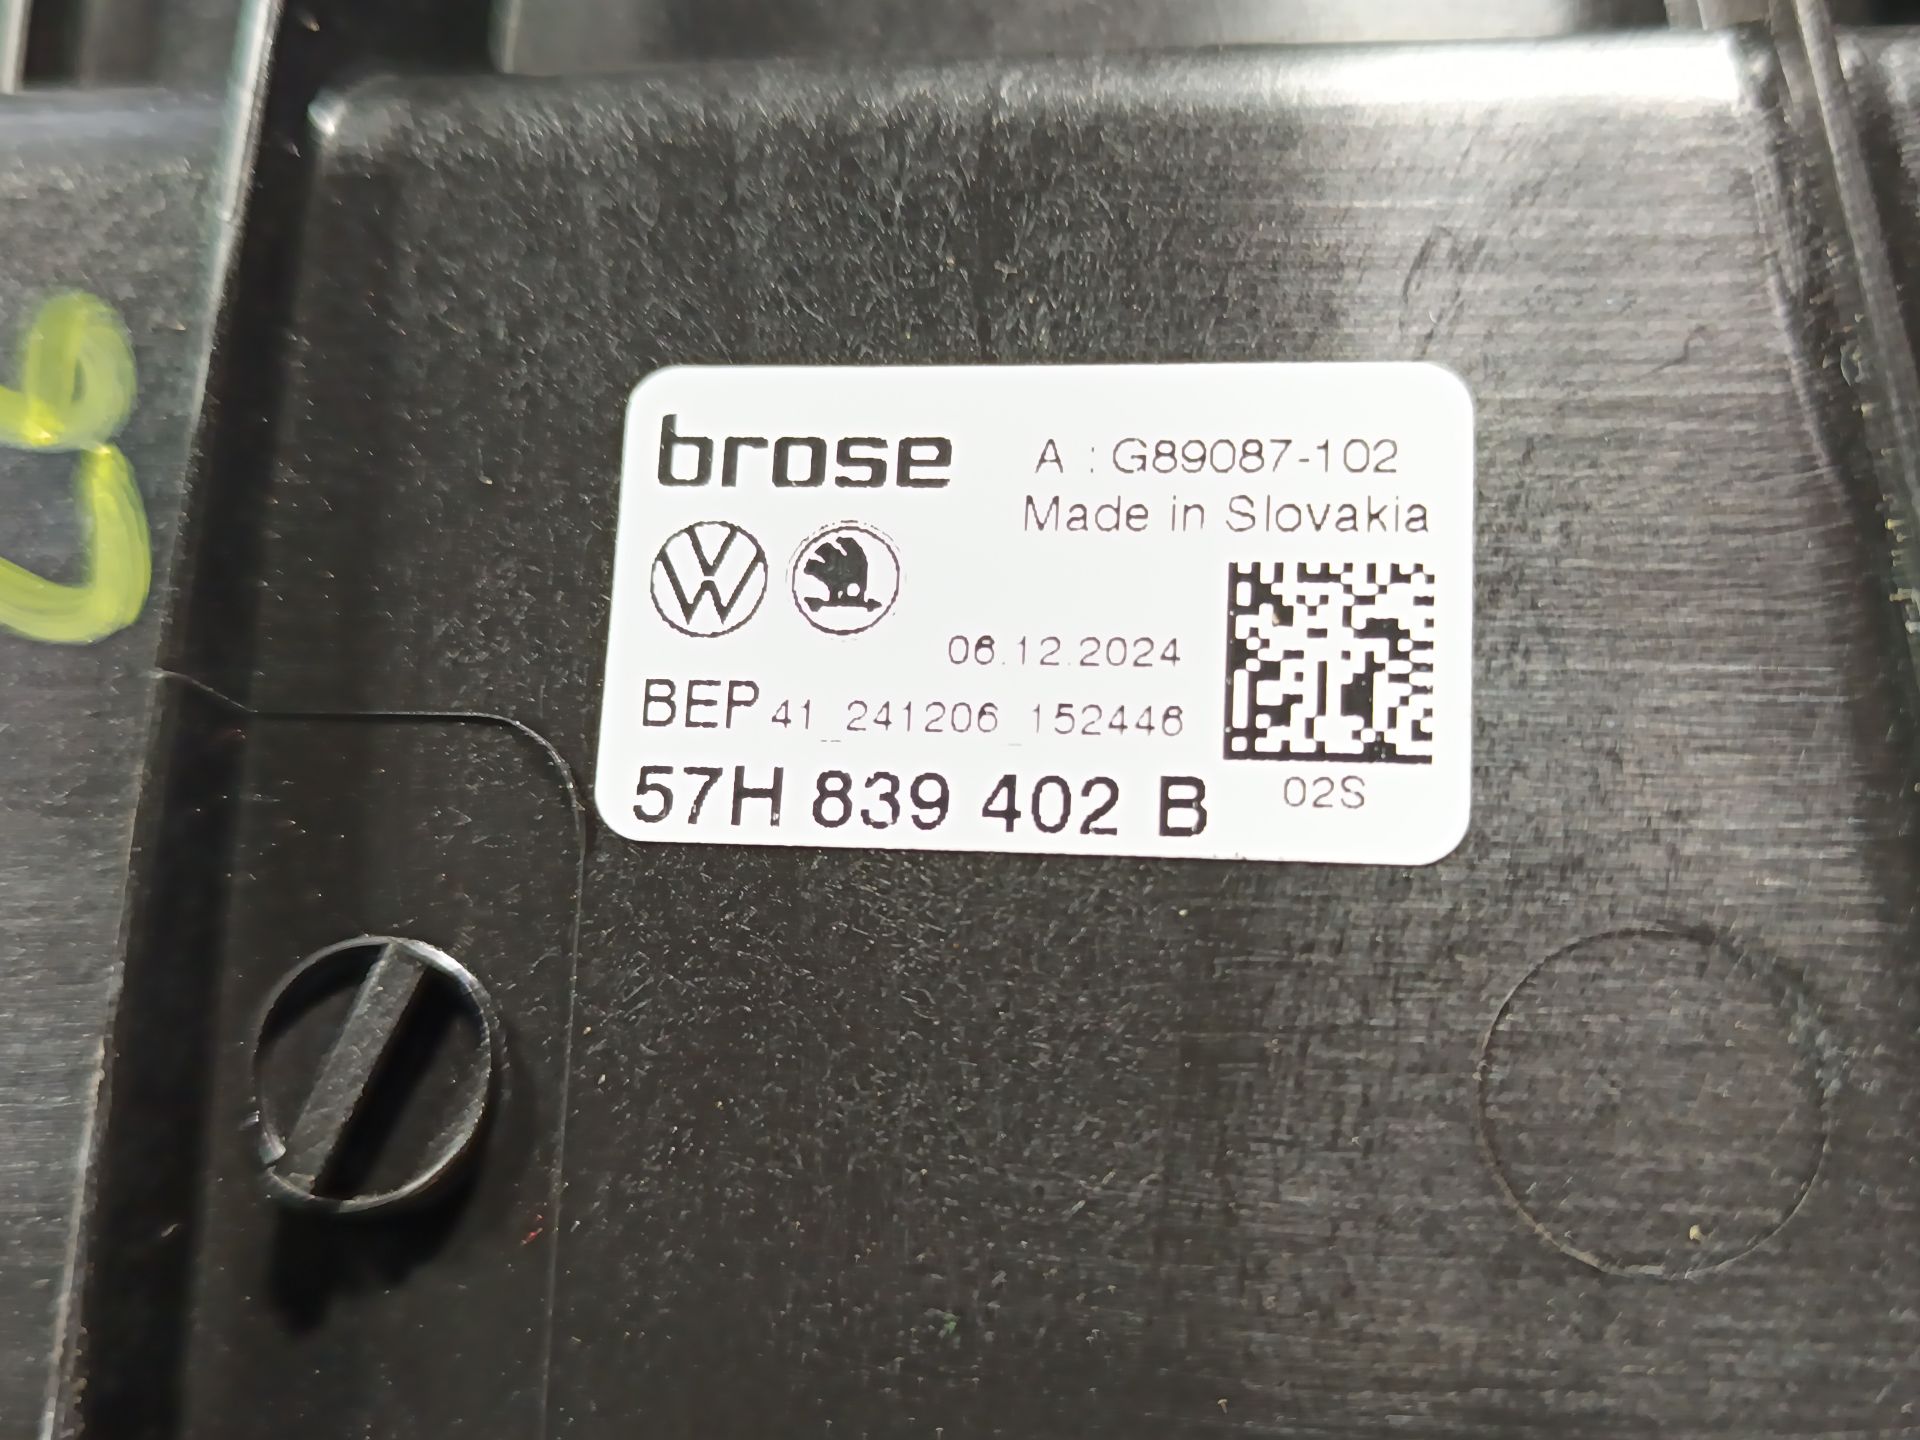 brose
A : G89087-102
Made in Slovakia
06.12.2024
BEP 41_241206_152446
57H 839 402 B
02S